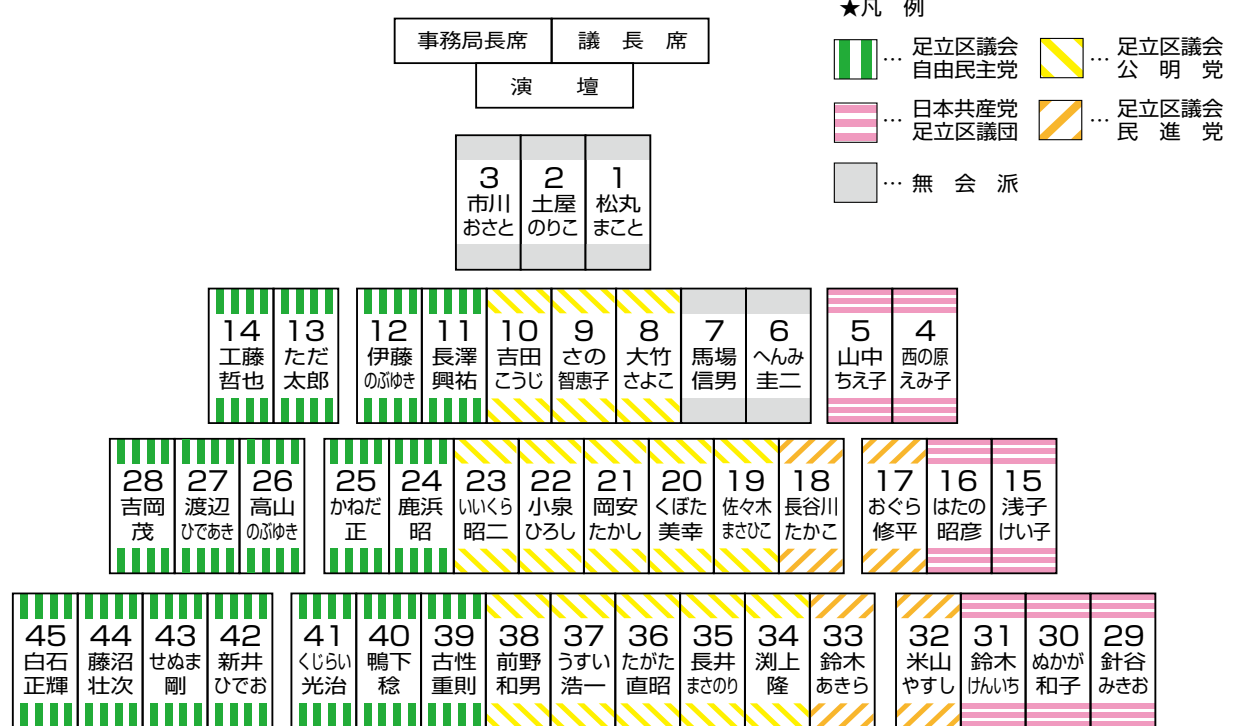 ★凡 例
事務局長席 議 長 席
演 壇
… 足立区議会
自由民主党
… 足立区議会
公 明 党
… 日本共産党
足立区議団
… 足立区議会
民 進 党
… 無 会 派
3 2 1
市川 土屋 松丸
おさと のりこ まこと
14 13 12 11 10 9 8 7 6 5 4
工藤 ただ 伊藤 長澤 吉田 さの 大竹 馬場 へんみ 山中 西の原
哲也 太郎 のぶゆき 興祐 こうじ 智恵子 さよこ 信男 圭二 ちえ子 えみ子
28 27 26 25 24 23 22 21 20 19 18 17 16 15
吉岡 渡辺 高山 かねだ 鹿浜 いいくら 小泉 岡安 くぼた 佐々木 長谷川 おぐら はたの 浅子
茂 ひであき のぶゆき 正 昭 昭二 ひろし たかし 美幸 まさひこ たかこ 修平 昭彦 けい子
45 44 43 42 41 40 39 38 37 36 35 34 33 32 31 30 29
白石 藤沼 せぬま 新井 くじらい 鴨下 古性 前野 うすい たがた 長井 渕上 鈴木 米山 鈴木 ぬかが 針谷
正輝 壮次 剛 ひでお 光治 稔 重則 和男 浩一 直昭 まさのり 隆 あきら やすし けんいち 和子 みきお